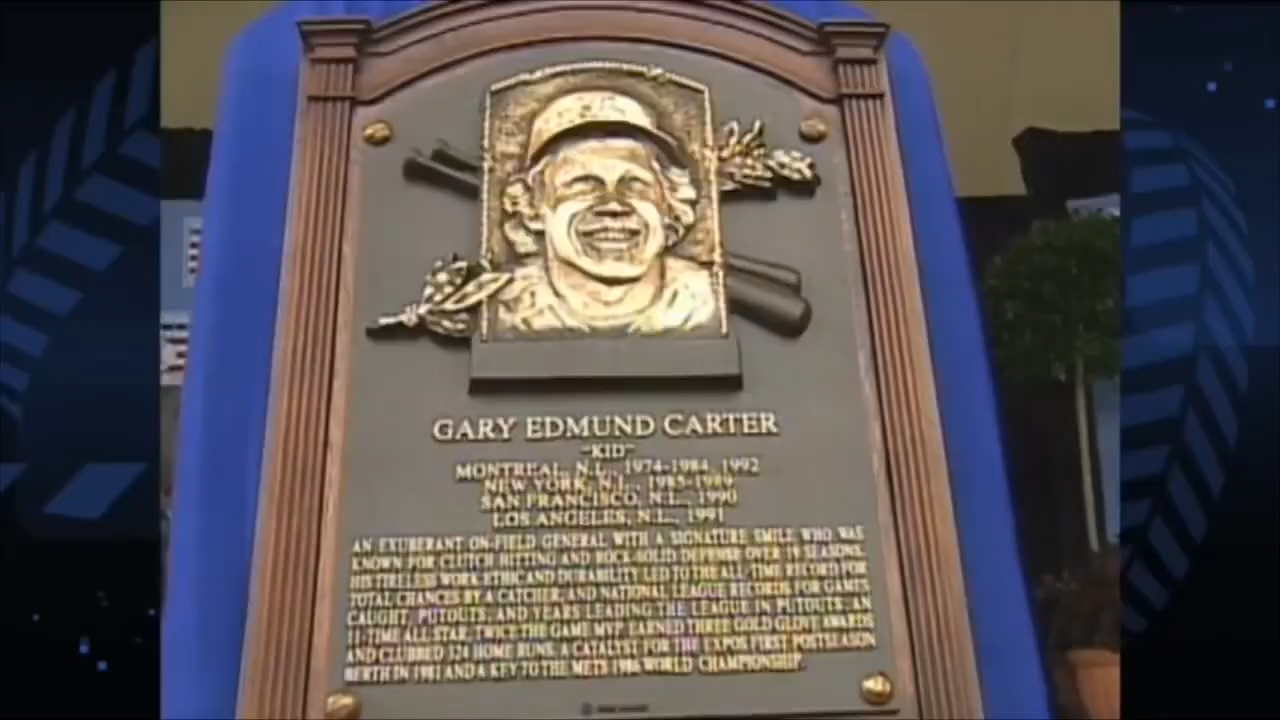 GARY EDMUND CARTER
"KID"
MONTREAL, N.L., 1974-1984, 1992
NEW YORK, N.L., 1985-1989
SAN FRANCISCO, N.L., 1990
LOS ANGELES, N.L., 1991
AN EXUBERANT ON-FIELD GENERAL WITH A SIGNATURE SMILE WHO WAS
KNOWN FOR CLUTCH HITTING AND ROCK-SOLID DEFENSE OVER 19 SEASONS.
HIS TIRELESS WORK ETHIC AND DURABILITY LED TO THE ALL-TIME RECORD FOR
TOTAL CHANCES BY A CATCHER, AND NATIONAL LEAGUE RECORDS FOR GAMES
CAUGHT, PUTOUTS, AND YEARS LEADING THE LEAGUE IN PUTOUTS. AN
11-TIME ALL STAR, TWICE THE GAME MVP, EARNED THREE GOLD GLOVE AWARDS
AND CLUBBED 324 HOME RUNS. A CATALYST FOR THE EXPOS FIRST POSTSEASON
BERTH IN 1981 AND A KEY TO THE METS 1986 WORLD CHAMPIONSHIP.